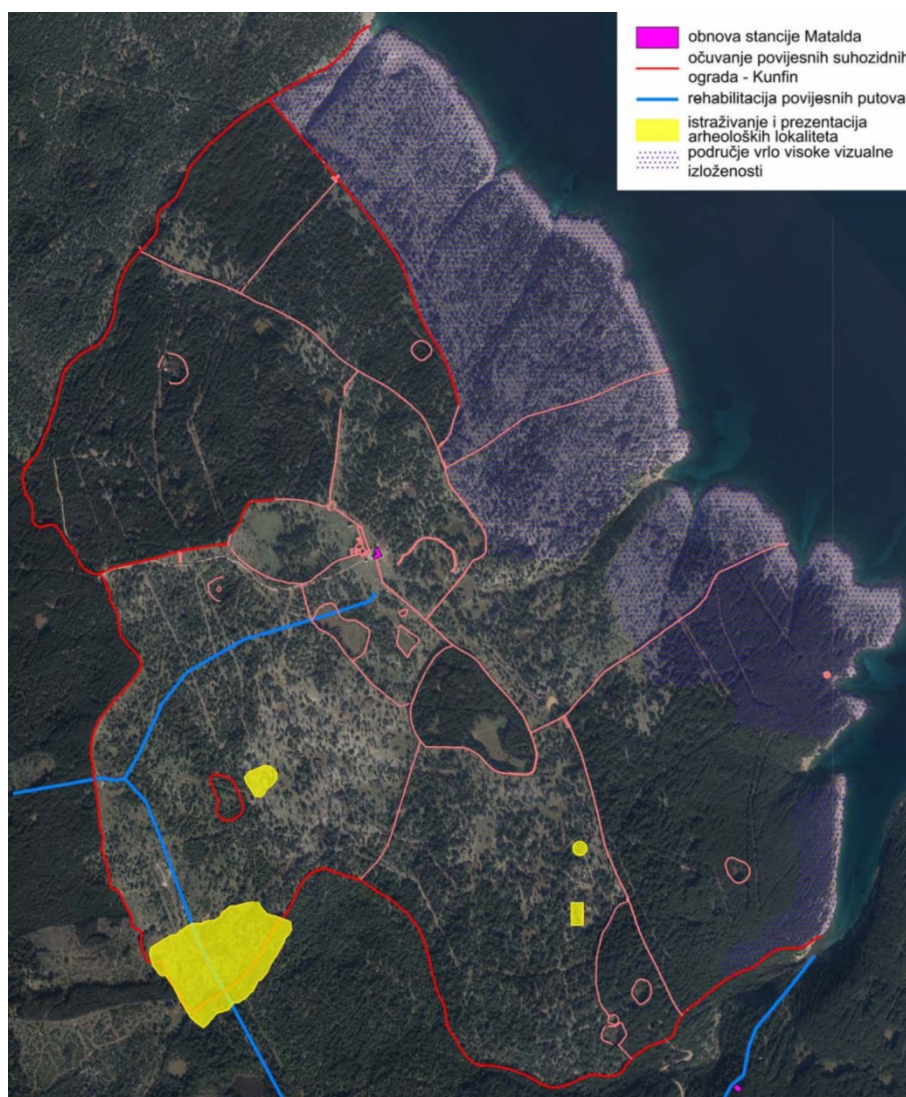 obnova stancije Matalda
očuvanje povijesnih suhozidnih
ograda - Kunfin
rehabilitacija povijesnih putova
istraživanje i prezentacija
arheoloških lokaliteta
područje vrlo visoke vizualne
izloženosti